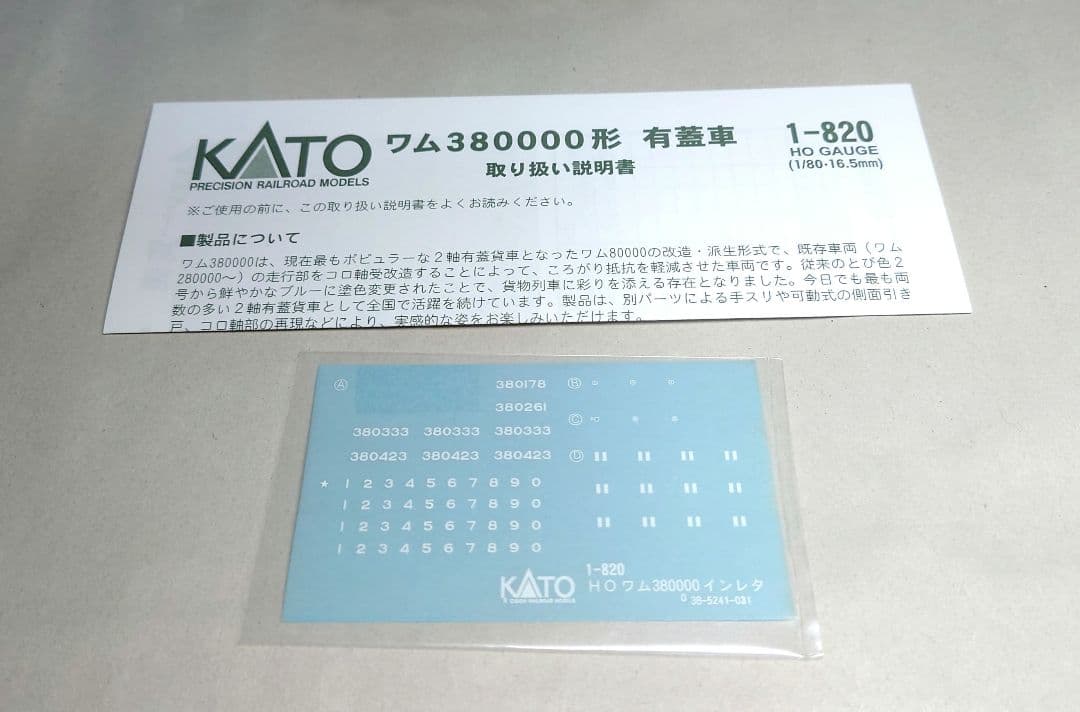 KATO
PRECISION RAILROAD MODELS
ワム380000形 有蓋車
取り扱い説明書
1-820
HO GAUGE
(1/80・16.5mm)
※ご使用の前に、この取り扱い説明書をよくお読みください。
■製品について
ワム380000は、現在最もポピュラーな2軸有蓋貨車となったワム80000の改造・派生形式で、既存車両(ワム
280000～)の走行部をコロ軸受改造することによって、ころがり抵抗を軽減させた車両です。従来のとび色2
号から鮮やかなブルーに塗色変更されたことで、貨物列車に彩りを添える存在となりました。今日でも最も両
数の多い2軸有蓋貨車として全国で活躍を続けています。製品は、別パーツによる手スリや可動式の側面引き
戸、コロ軸部の再現などにより、実感的な姿をお楽しみいただけます。
Ⓐ 380178 Ⓑ
380261 Ⓒ
380333 380333 380333
380423 380423 380423 Ⓓ
★ 1 2 3 4 5 6 7 8 9 0
1 2 3 4 5 6 7 8 9 0
1 2 3 4 5 6 7 8 9 0
1 2 3 4 5 6 7 8 9 0
KATO
1-820
HOワム380000インレタ
38-5241-031